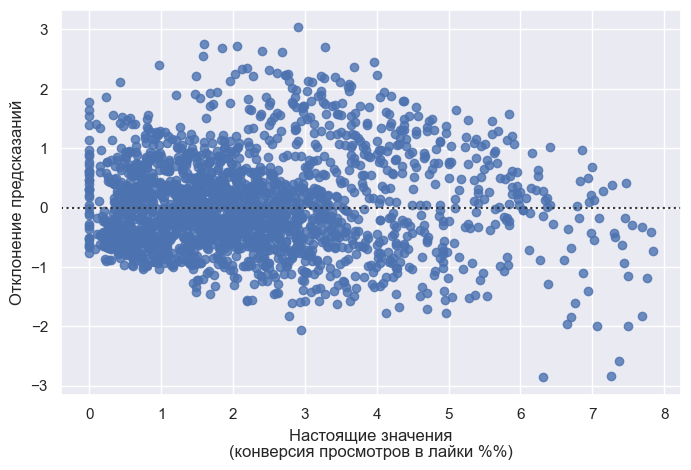 Отклонение предсказаний
3
2
1
0
−1
−2
−3
0 1 2 3 4 5 6 7 8
Настоящие значения
(конверсия просмотров в лайки %%)